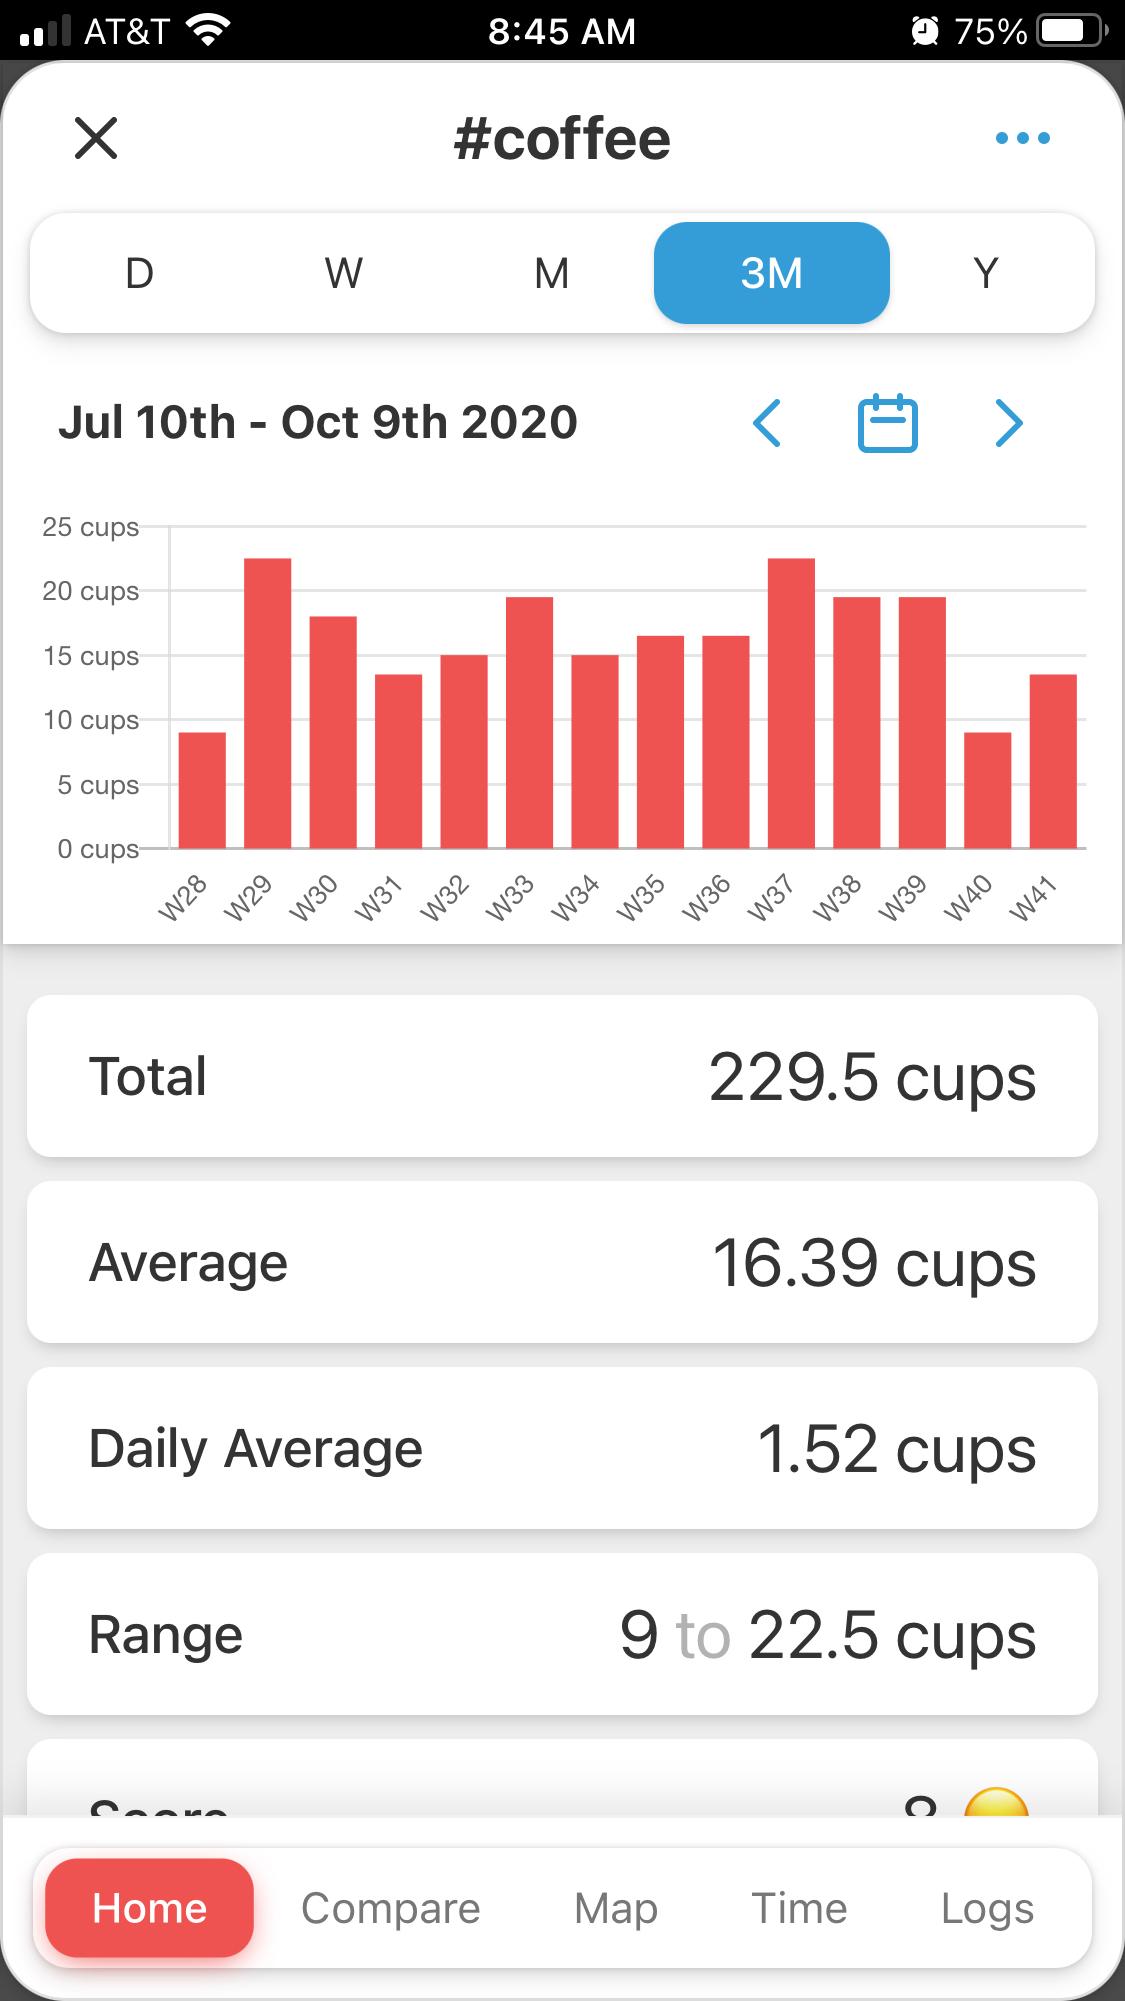 AT&T 8:45 AM 75%
#coffee
D W M 3M Y
Jul 10th - Oct 9th 2020
25 cups
20 cups
15 cups
10 cups
5 cups
0 cups
W28 W29 W30 W31 W32 W33 W34 W35 W36 W37 W38 W39 W40 W41
Total 229.5 cups
Average 16.39 cups
Daily Average 1.52 cups
Range 9 to 22.5 cups
Score 8
Home Compare Map Time Logs